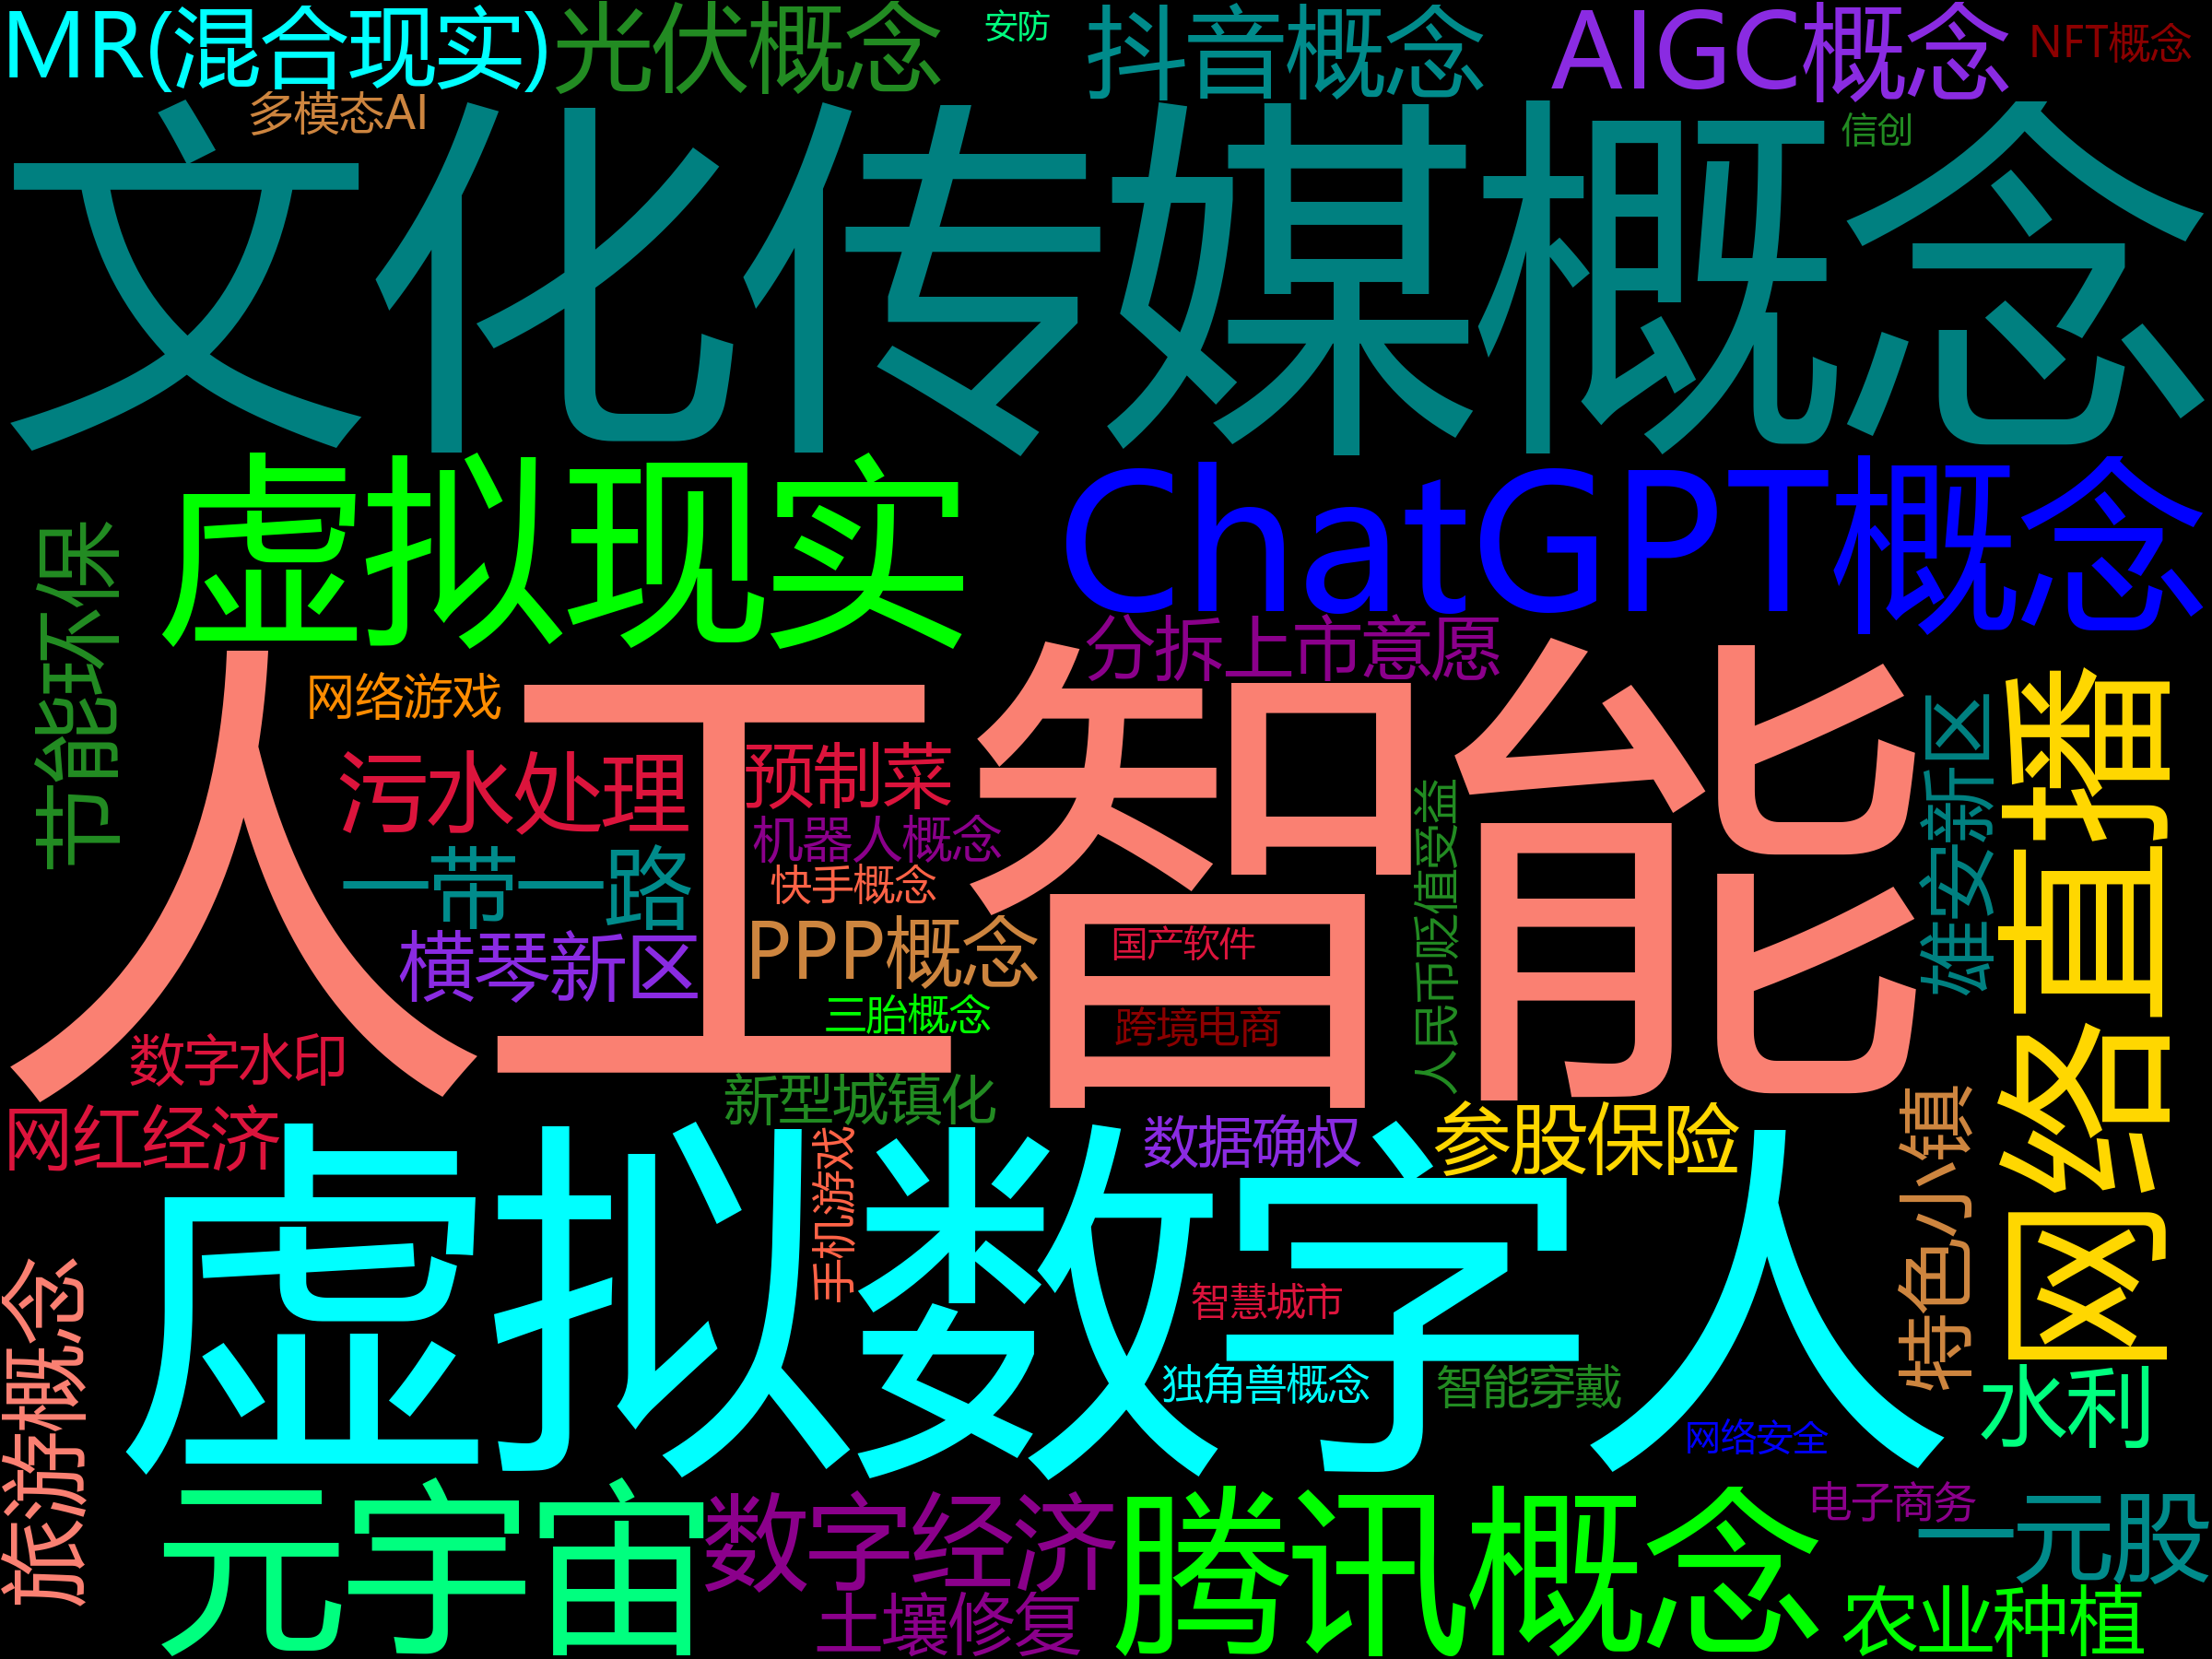 MR(混合现实)
光伏概念
安防
抖音概念
AIGC概念
NFT概念
多模态AI
信创
文化传媒概念
虚拟现实
ChatGPT概念
节能环保
分拆上市意愿
人工智能
网络游戏
污水处理
预制菜
机器人概念
一带一路
快手概念
横琴新区
PPP概念
国产软件
三胎概念
跨境电商
人民币贬值受益
雄安新区
网络直播
数字水印
新型城镇化
网红经济
数据确权
参股保险
特色小镇
虚拟数字人
手机游戏
智慧城市
独角兽概念
智能穿戴
旅游概念
水利
网络安全
元宇宙
数字经济
腾讯概念
电子商务
一元股
土壤修复
农业种植